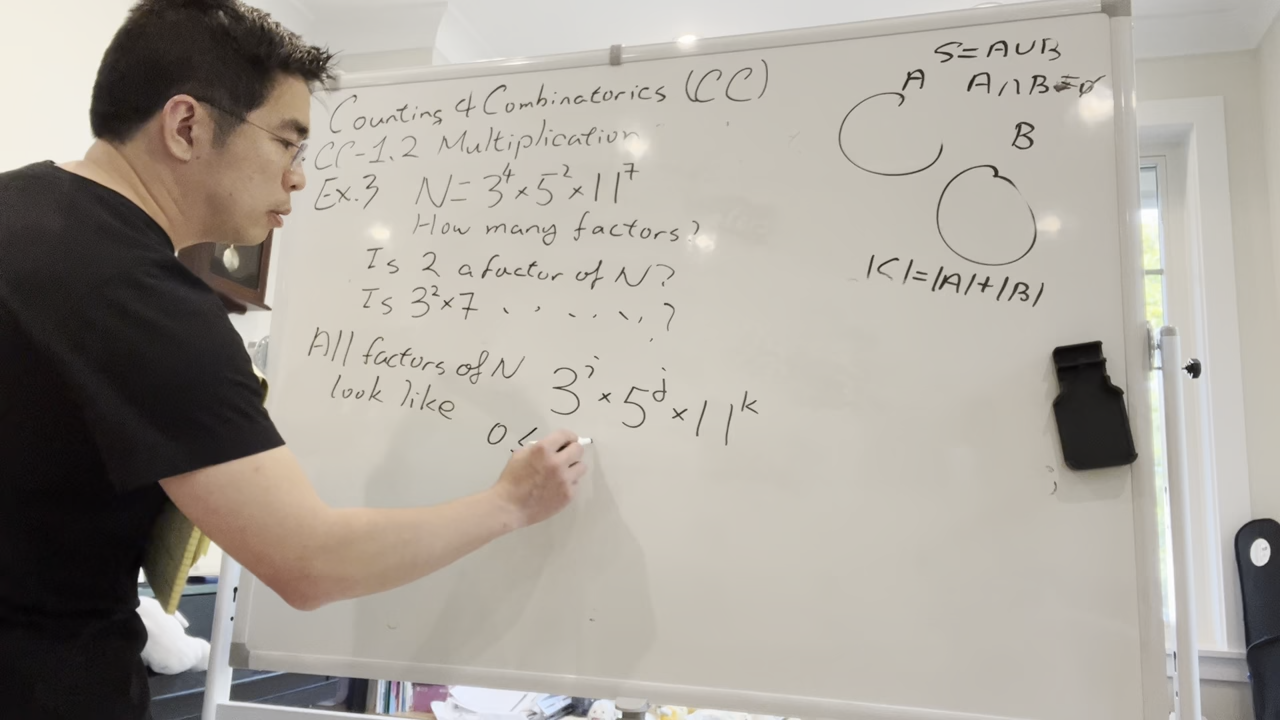 Counting & Combinatorics (CC)
CC-1.2 Multiplication
Ex.3 N=3⁴×5²×11⁷
How many factors?
Is 2 a factor of N?
Is 3²×7 . . . . . . ?
All factors of N
look like
3ⁱ × 5ʲ × 11ᵏ
0≤
S=A∪B
A∩B=∅
A
B
|S|=|A|+|B|